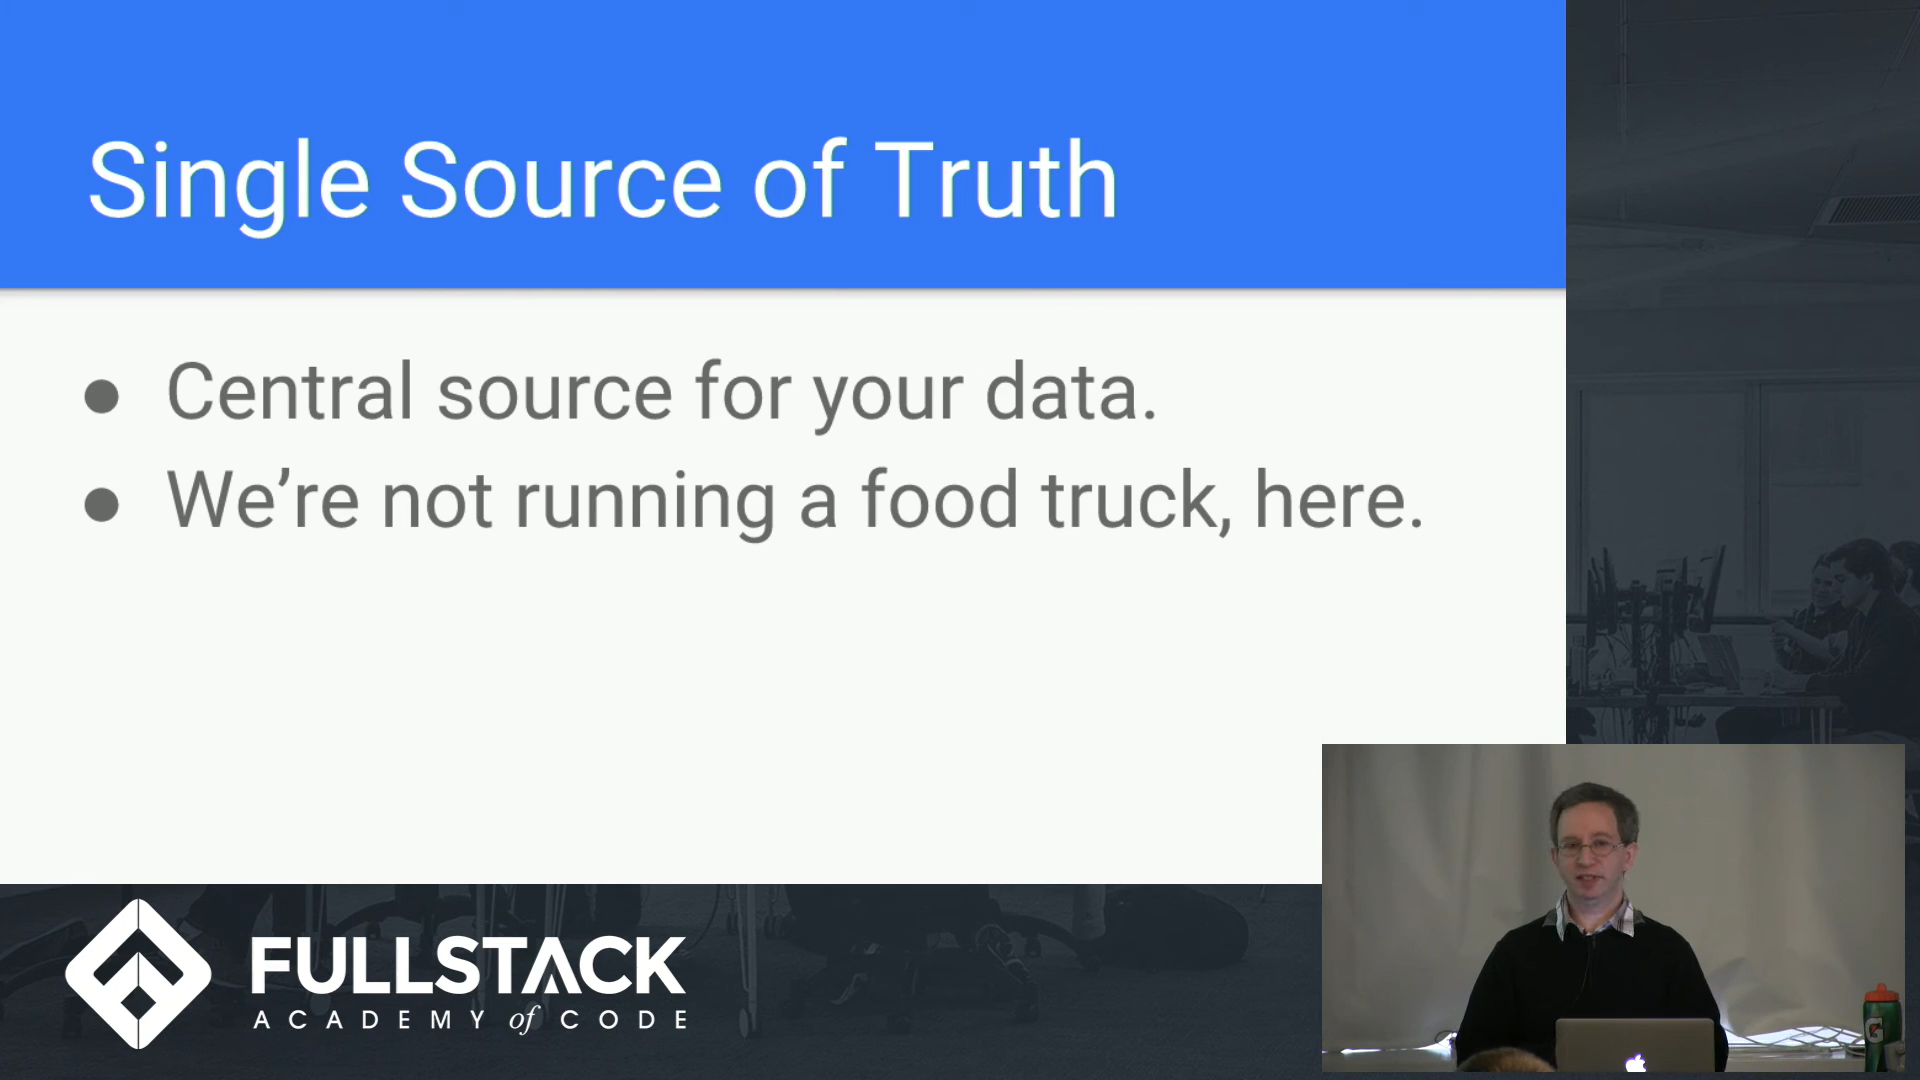 Single Source of Truth
● Central source for your data.
● We’re not running a food truck, here.
FULLSTACK
ACADEMY of CODE
G